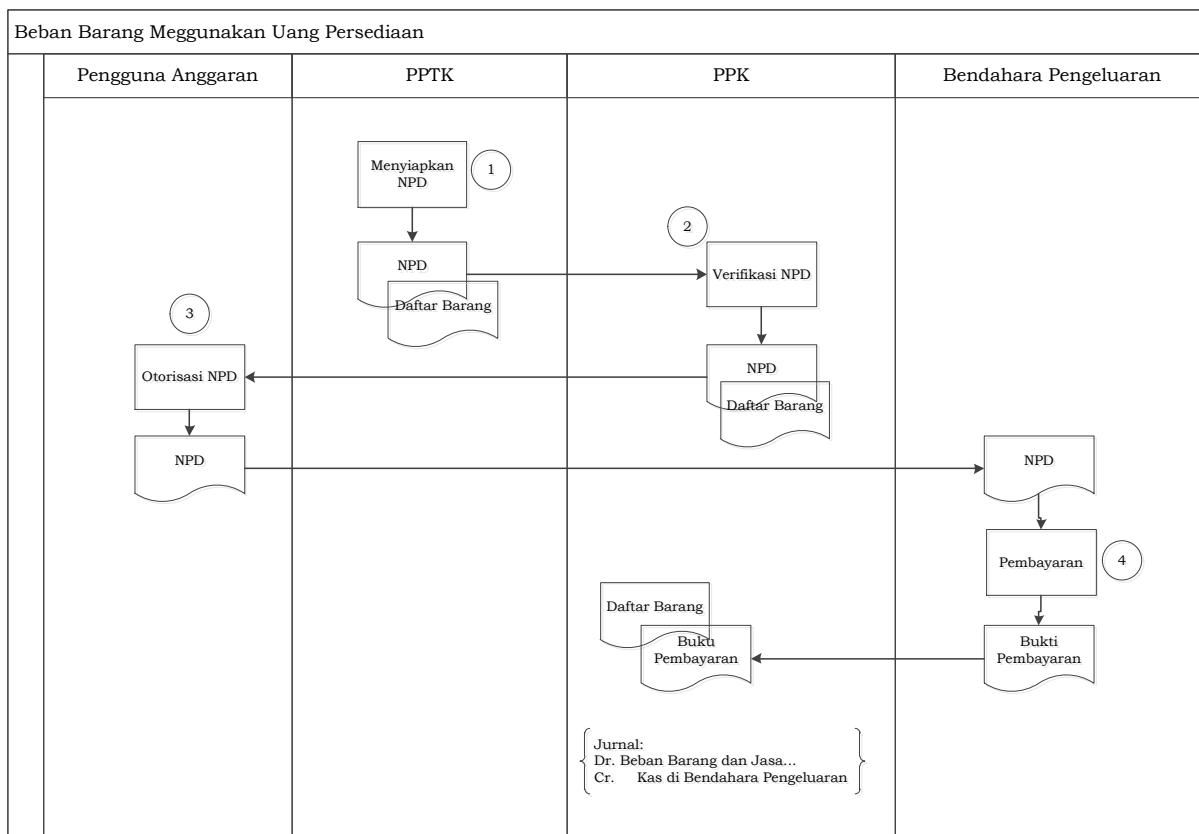 Beban Barang Meggunakan Uang Persediaan
Pengguna Anggaran
PPTK
PPK
Bendahara Pengeluaran
Menyiapkan
NPD
1
2
NPD
Verifikasi NPD
Daftar Barang
3
Otorisasi NPD
NPD
Daftar Barang
NPD
NPD
Pembayaran
4
Daftar Barang
Buku
Pembayaran
Bukti
Pembayaran
Jurnal:
Dr. Beban Barang dan Jasa...
Cr. Kas di Bendahara Pengeluaran